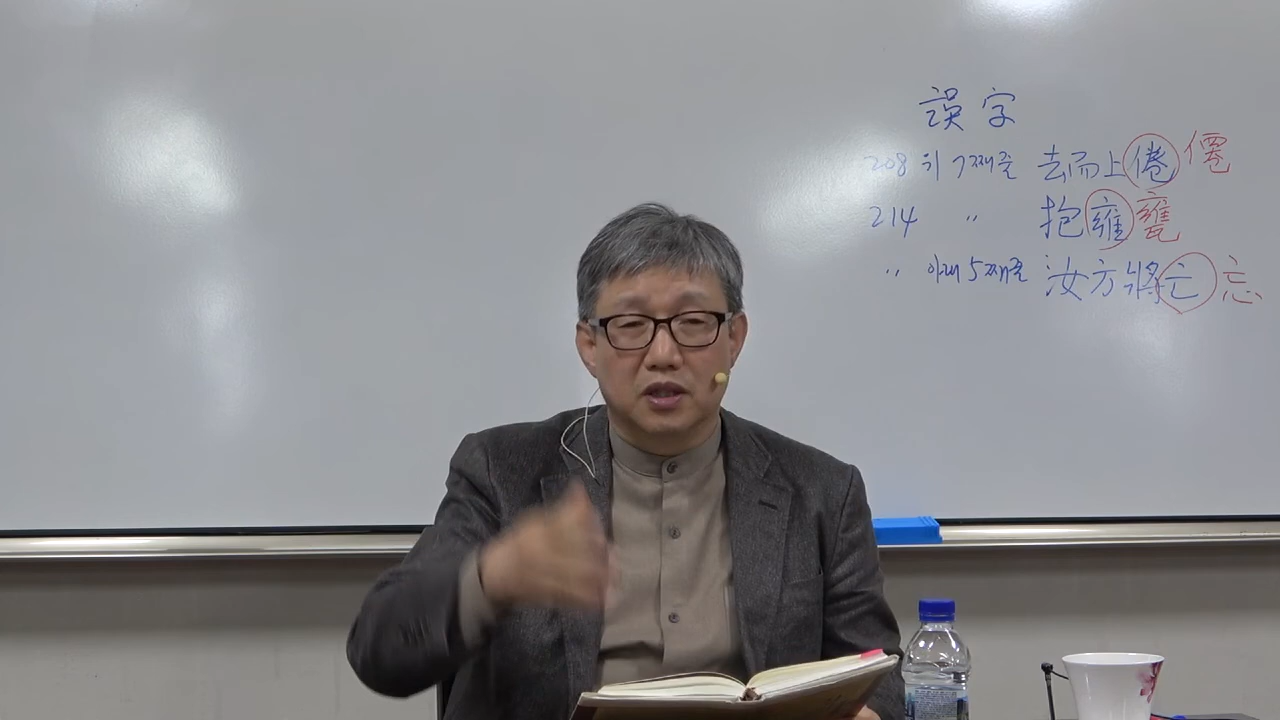 誤字
208 위 7째줄 去而上倦 僊
214 〃 抱雍 甕
〃 아래 5째줄 汝方將亡 忘